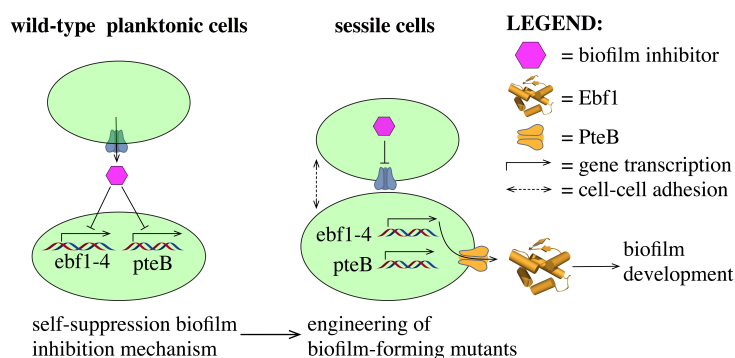 wild-type planktonic cells
sessile cells
LEGEND:
= biofilm inhibitor
= Ebf1
= PteB
= gene transcription
= cell-cell adhesion
ebf1-4
pteB
ebf1-4
pteB
biofilm
development
self-suppression biofilm
inhibition mechanism
engineering of
biofilm-forming mutants